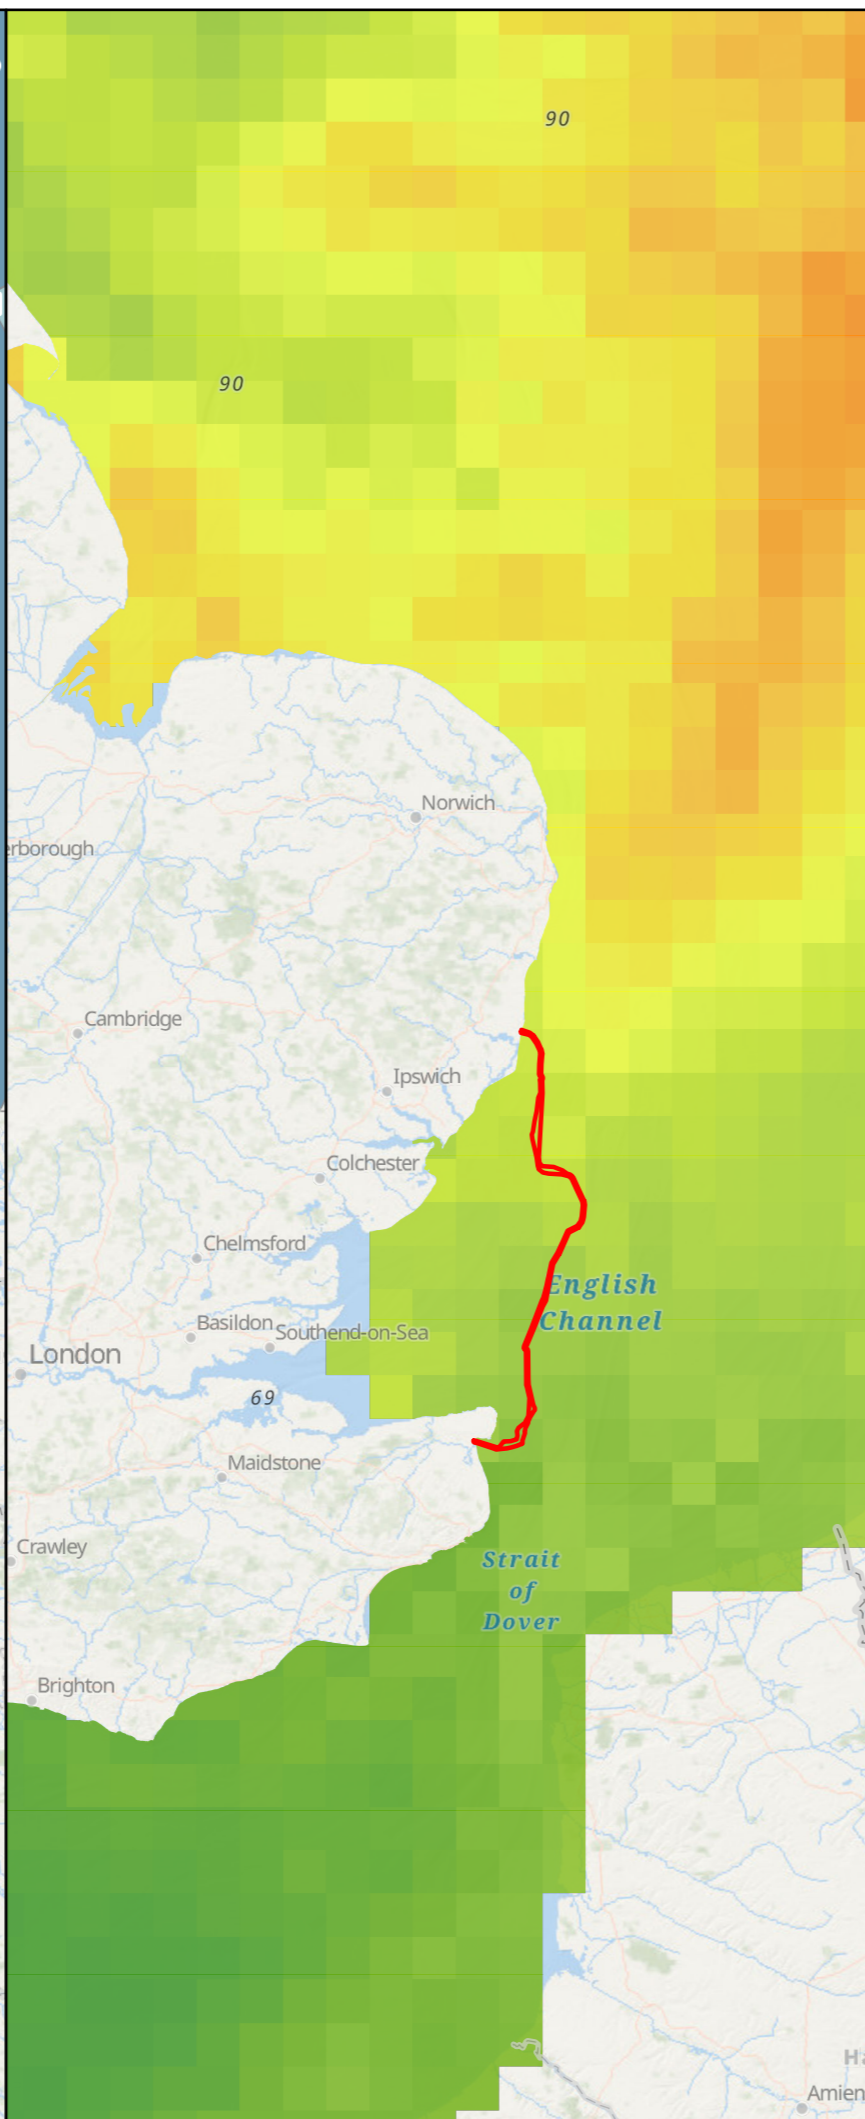 90
90
Norwich
erborough
Cambridge
Ipswich
Colchester
Chelmsford
English
Channel
Basildon
Southend-on-Sea
London
69
Maidstone
Crawley
Strait
of
Dover
Brighton
Ha
Amien